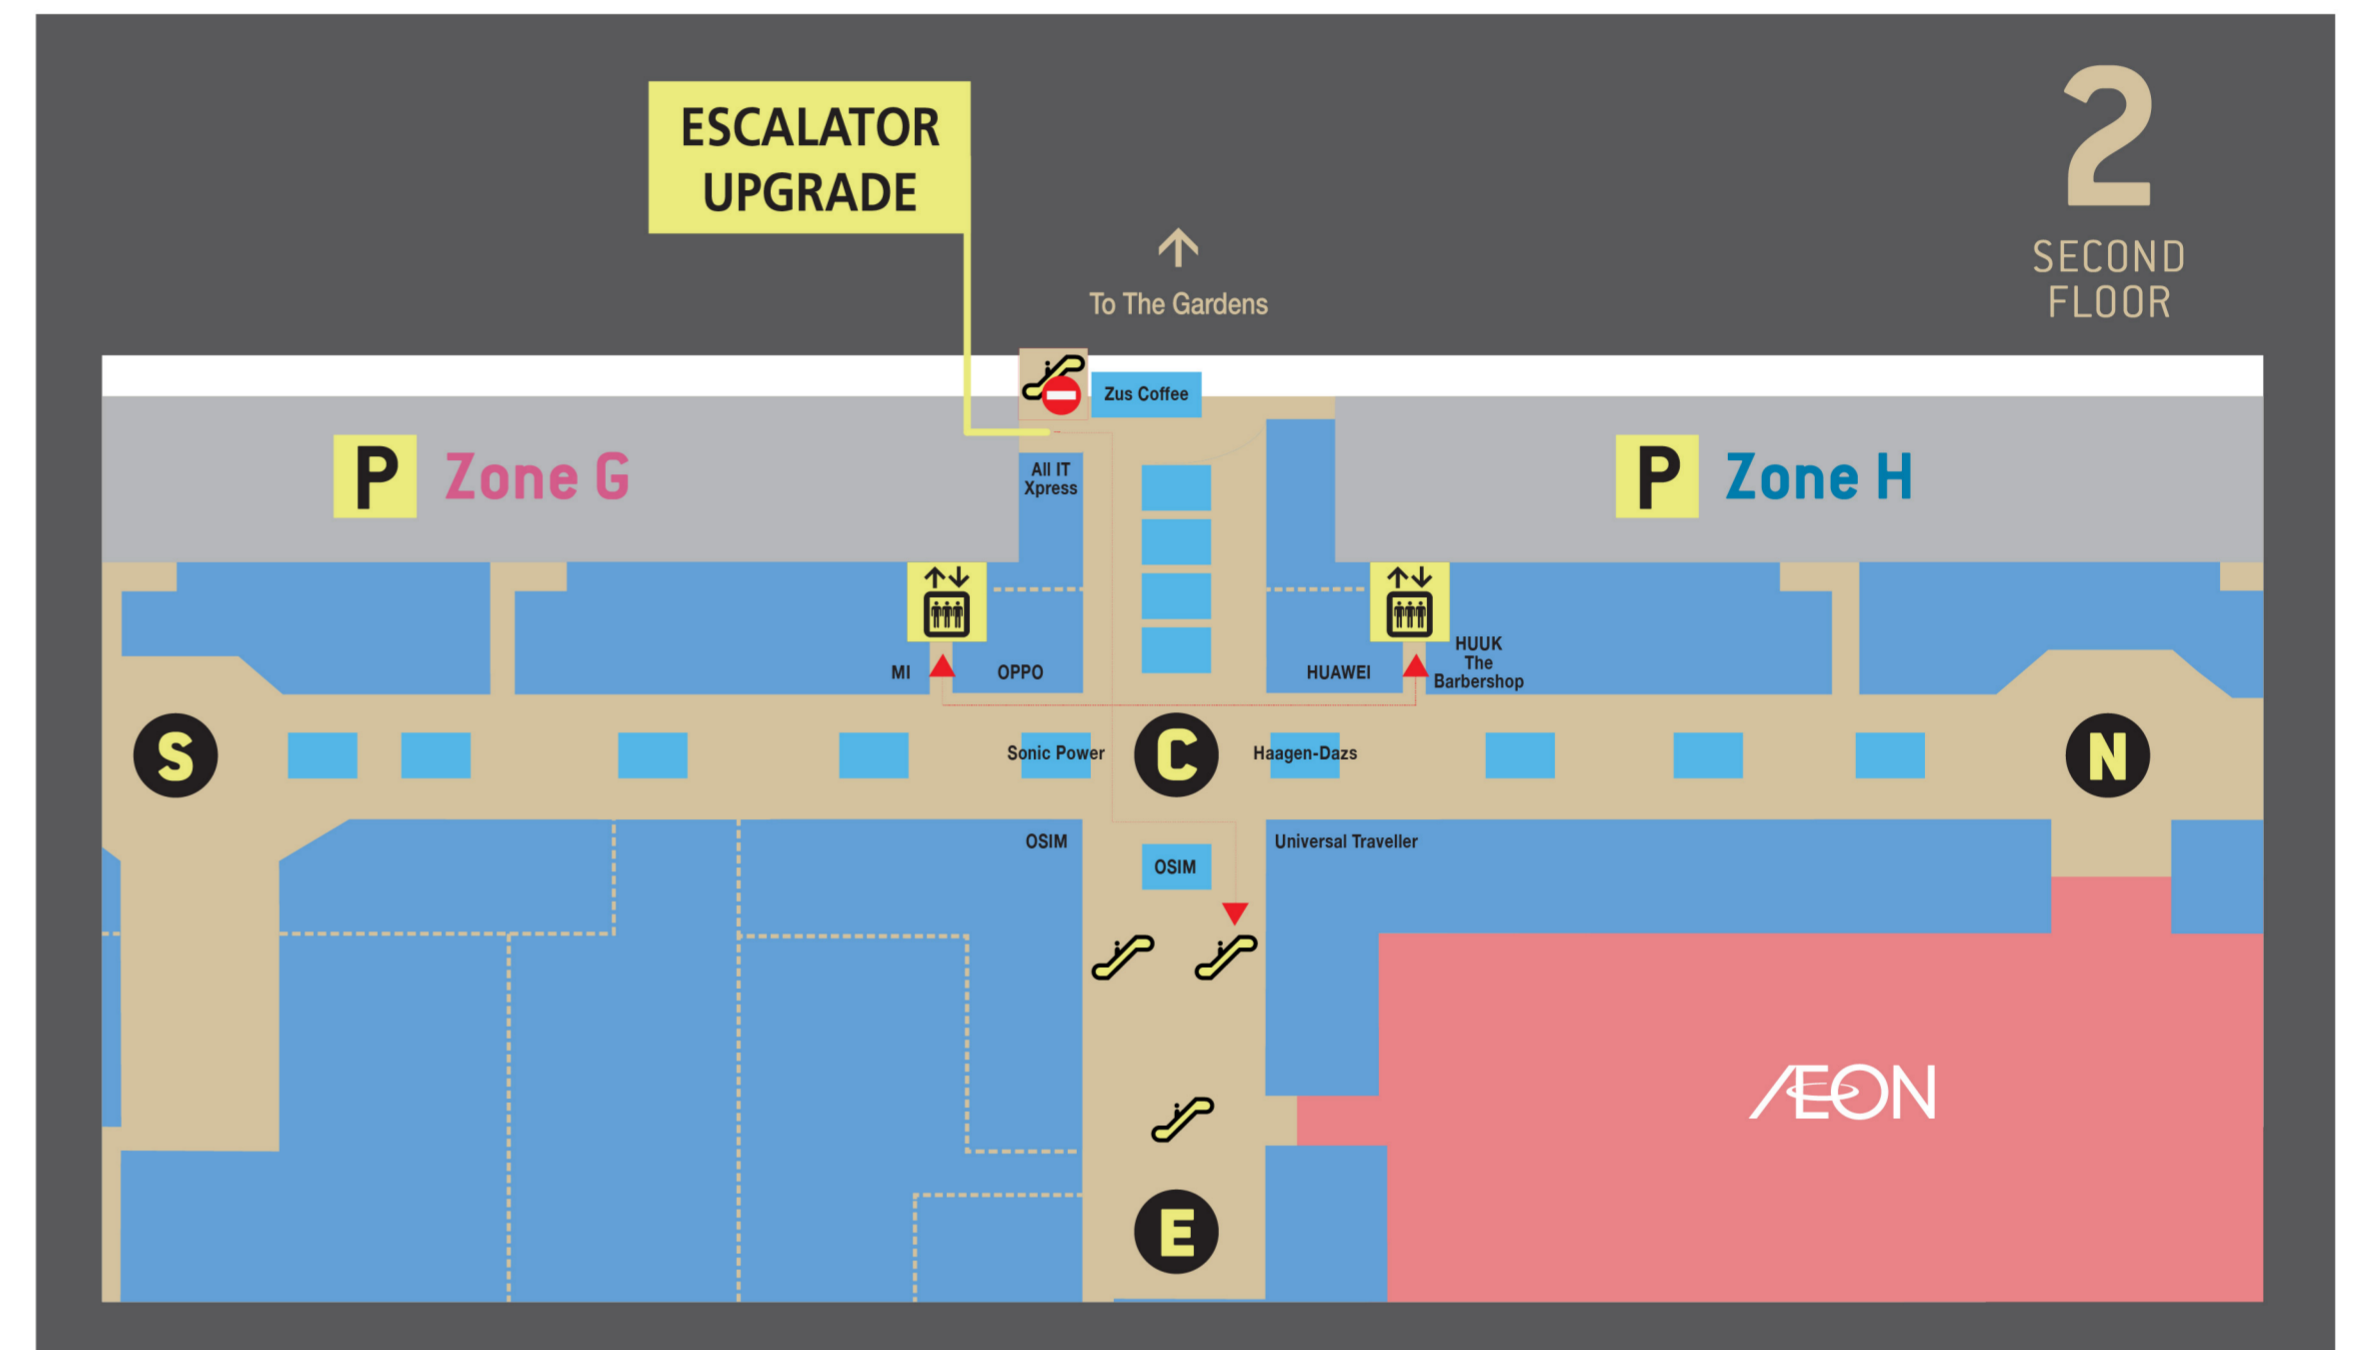 ESCALATOR
UPGRADE
2
SECOND
FLOOR
To The Gardens
Zus Coffee
P Zone G
All IT
Xpress
P Zone H
MI
OPPO
HUAWEI
HUUK
The
Barbershop
S
Sonic Power
C
Haagen-Dazs
N
OSIM
Universal Traveller
OSIM
ÆON
E